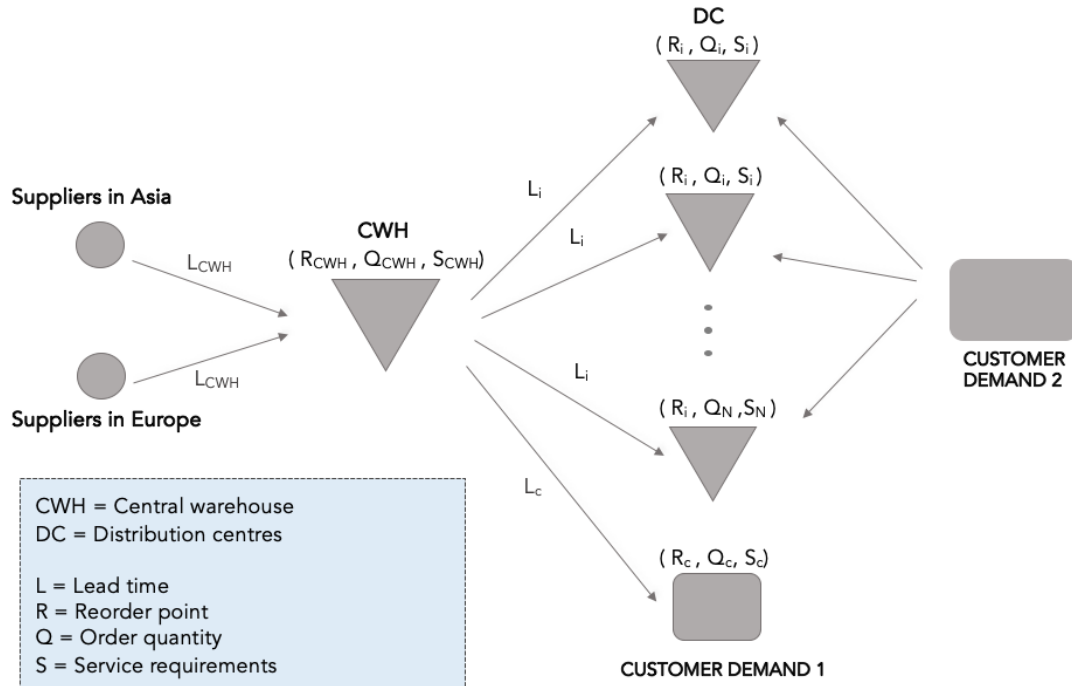 DC
( Rᵢ , Qᵢ, Sᵢ)
Suppliers in Asia
Lᵢ
( Rᵢ , Qᵢ, Sᵢ)
CWH
( R_CWH , Q_CWH , S_CWH)
L_CWH
Lᵢ
L_CWH
Suppliers in Europe
Lᵢ
( Rᵢ , Q_N ,S_N )
CUSTOMER
DEMAND 2
L_c
( R_c , Q_c, S_c)
CUSTOMER DEMAND 1
CWH = Central warehouse
DC = Distribution centres
L = Lead time
R = Reorder point
Q = Order quantity
S = Service requirements